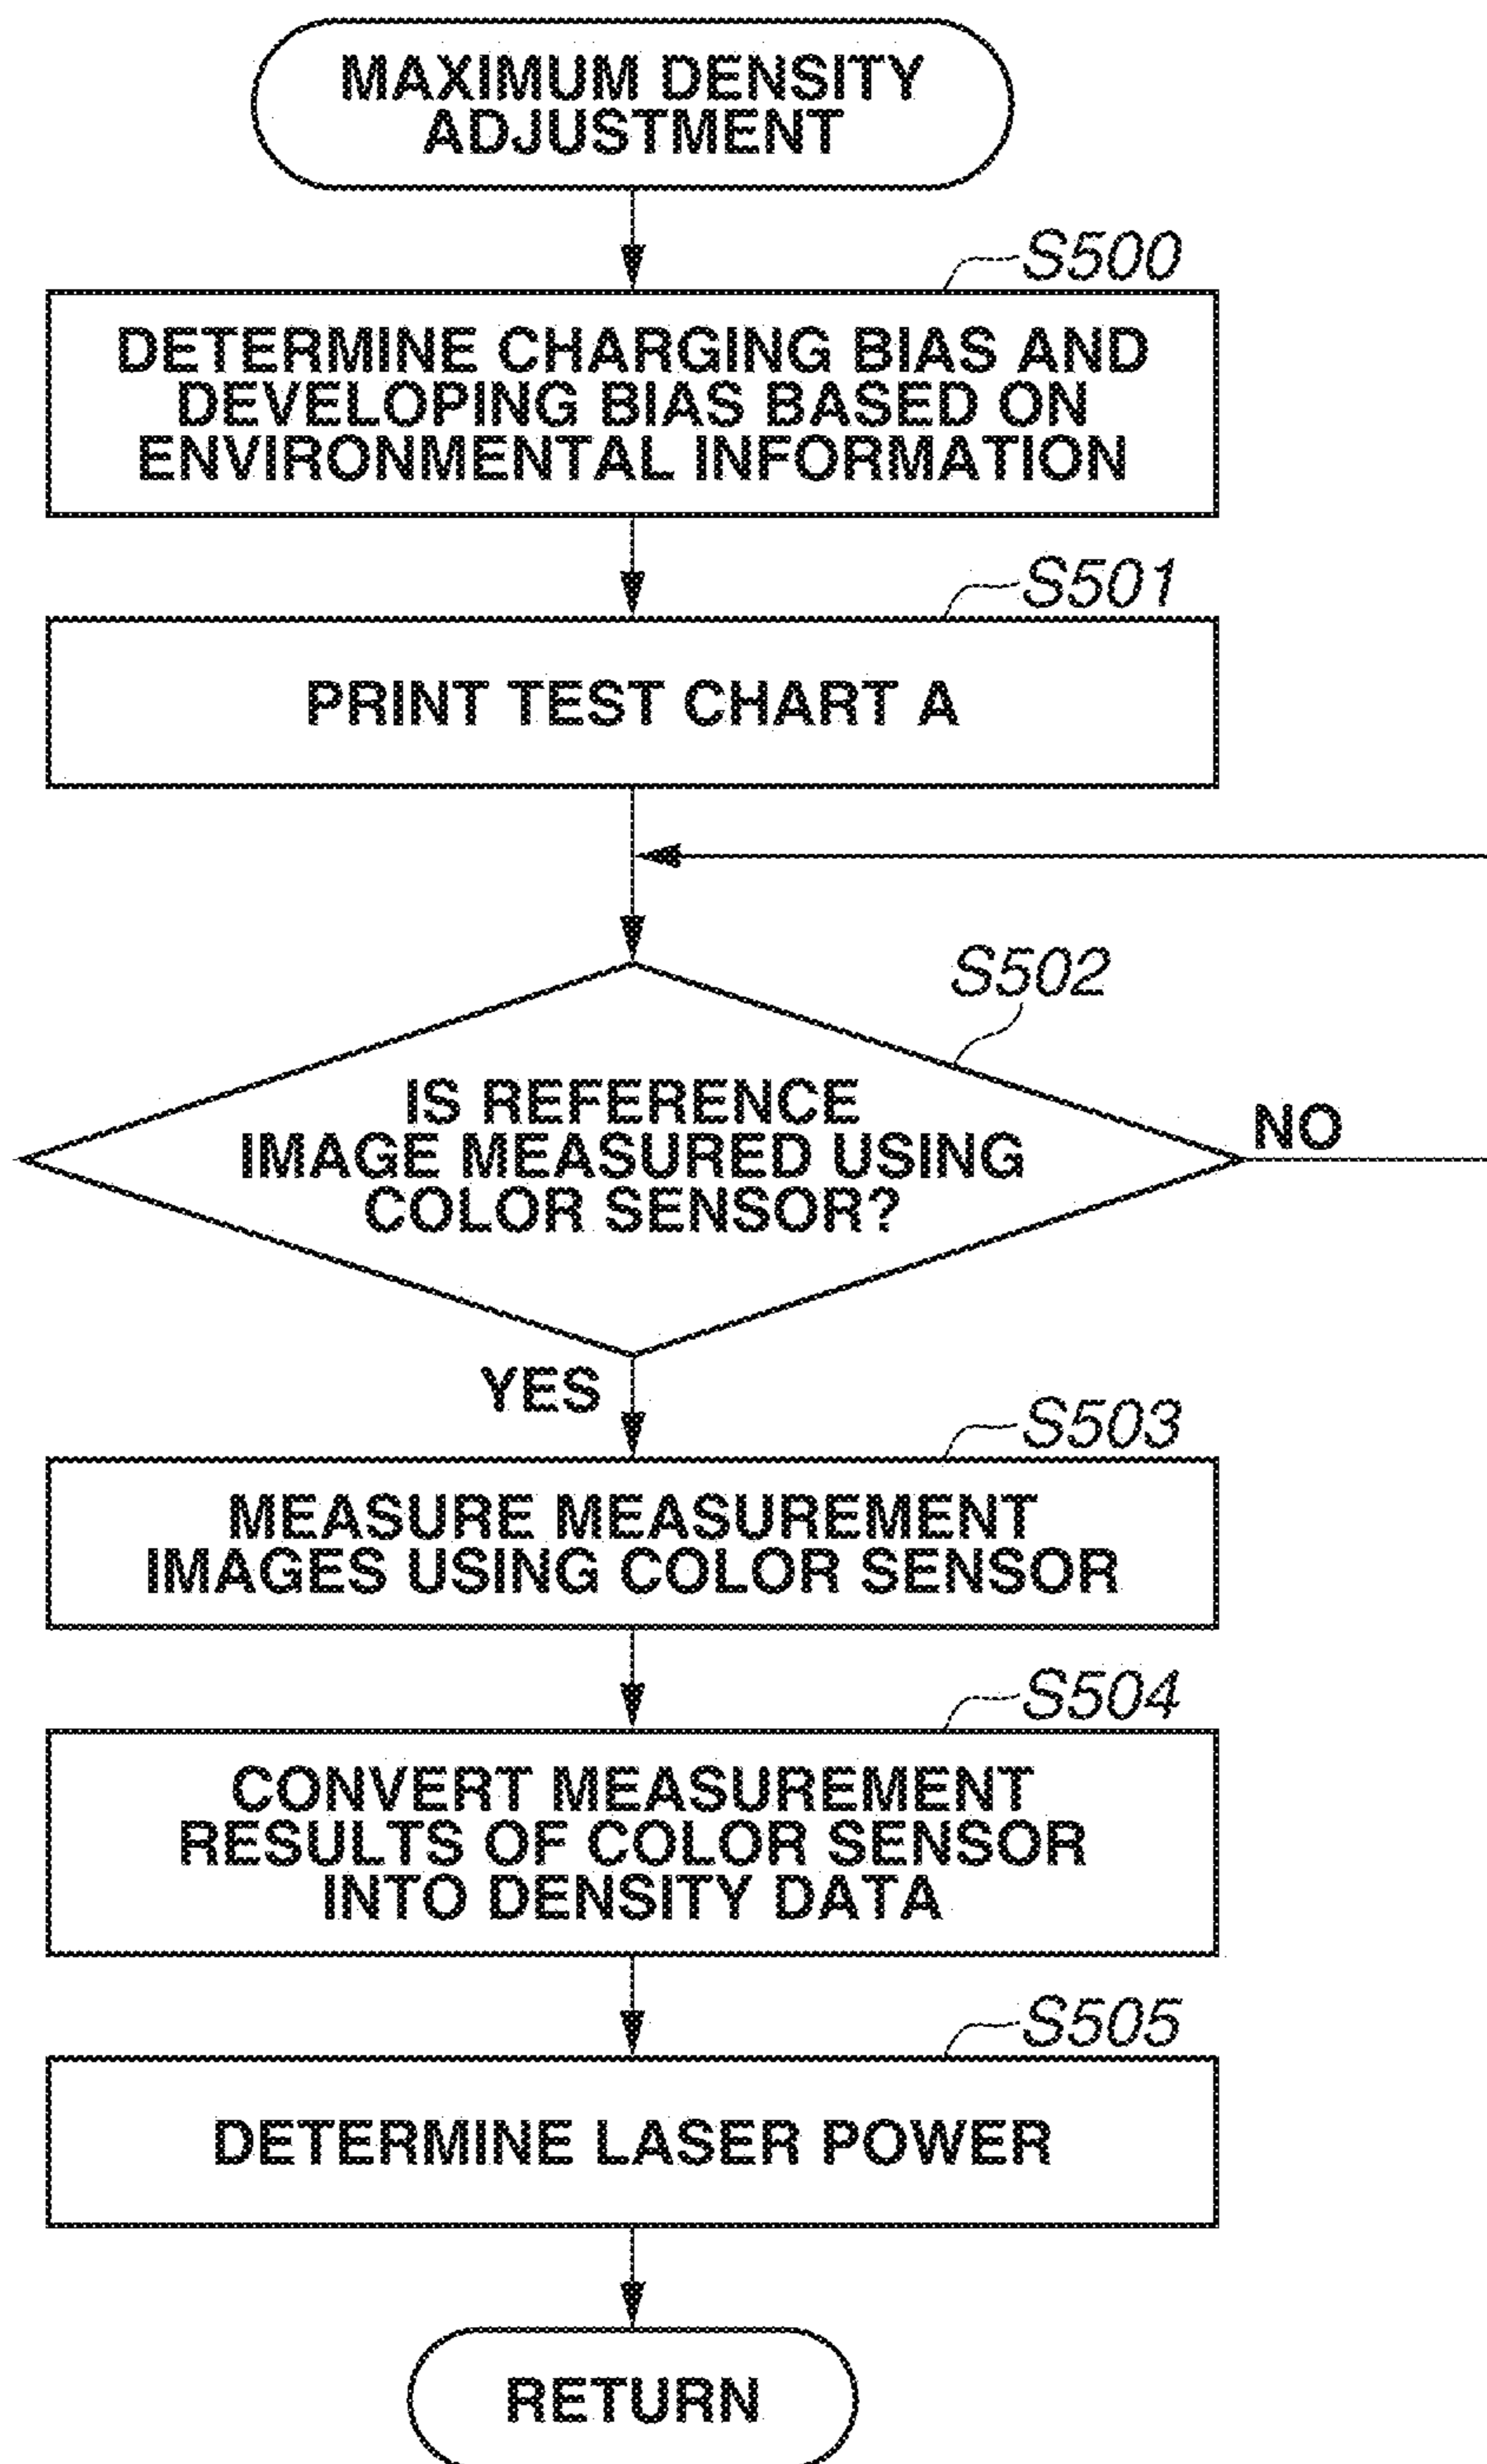 MAXIMUM DENSITY
ADJUSTMENT
S500
DETERMINE CHARGING BIAS AND
DEVELOPING BIAS BASED ON
ENVIRONMENTAL INFORMATION
S501
PRINT TEST CHART A
S502
IS REFERENCE
IMAGE MEASURED USING
COLOR SENSOR?
NO
YES
S503
MEASURE MEASUREMENT
IMAGES USING COLOR SENSOR
S504
CONVERT MEASUREMENT
RESULTS OF COLOR SENSOR
INTO DENSITY DATA
S505
DETERMINE LASER POWER
RETURN